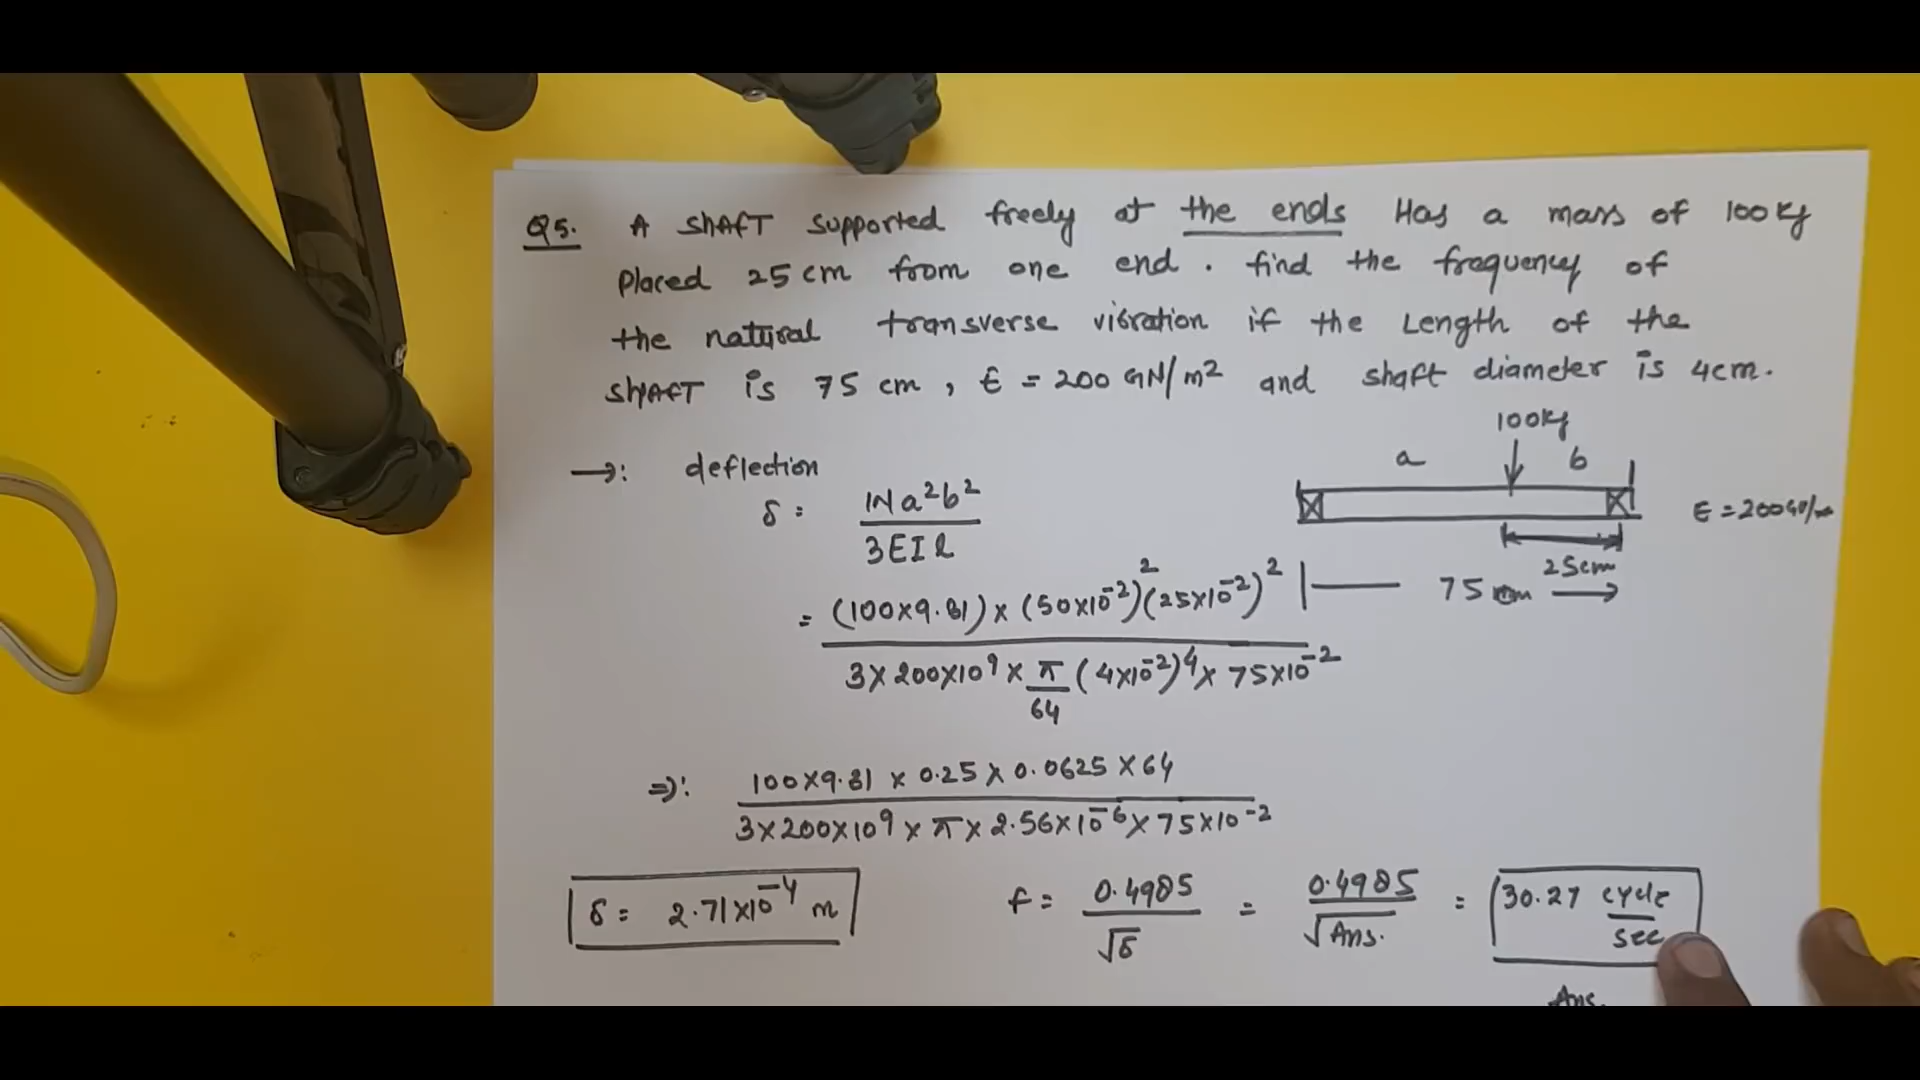 Q5. A SHAFT supported freely at the ends Has a mass of 100kg
Placed 25 cm from one end. find the frequency of
the natural transverse vibration if the Length of the
SHAFT is 75 cm, E = 200 GN/m² and shaft diameter is 4cm.
→: deflection
δ = Wa²b² / 3EIl
100kg
a b
E = 200G
25cm
75 cm
= (100×9.81) × (50×10⁻²)² (25×10⁻²)² / 3×200×10⁹ × π/64 (4×10⁻²)⁴ × 75×10⁻²
⇒: 100×9.81 × 0.25 × 0.0625 × 64 / 3×200×10⁹ × π × 2.56×10⁻⁶ × 75×10⁻²
δ = 2.71×10⁻⁴ m f = 0.4985 / √δ = 0.4985 / √Ans. = 30.27 cycle / sec
Ans.